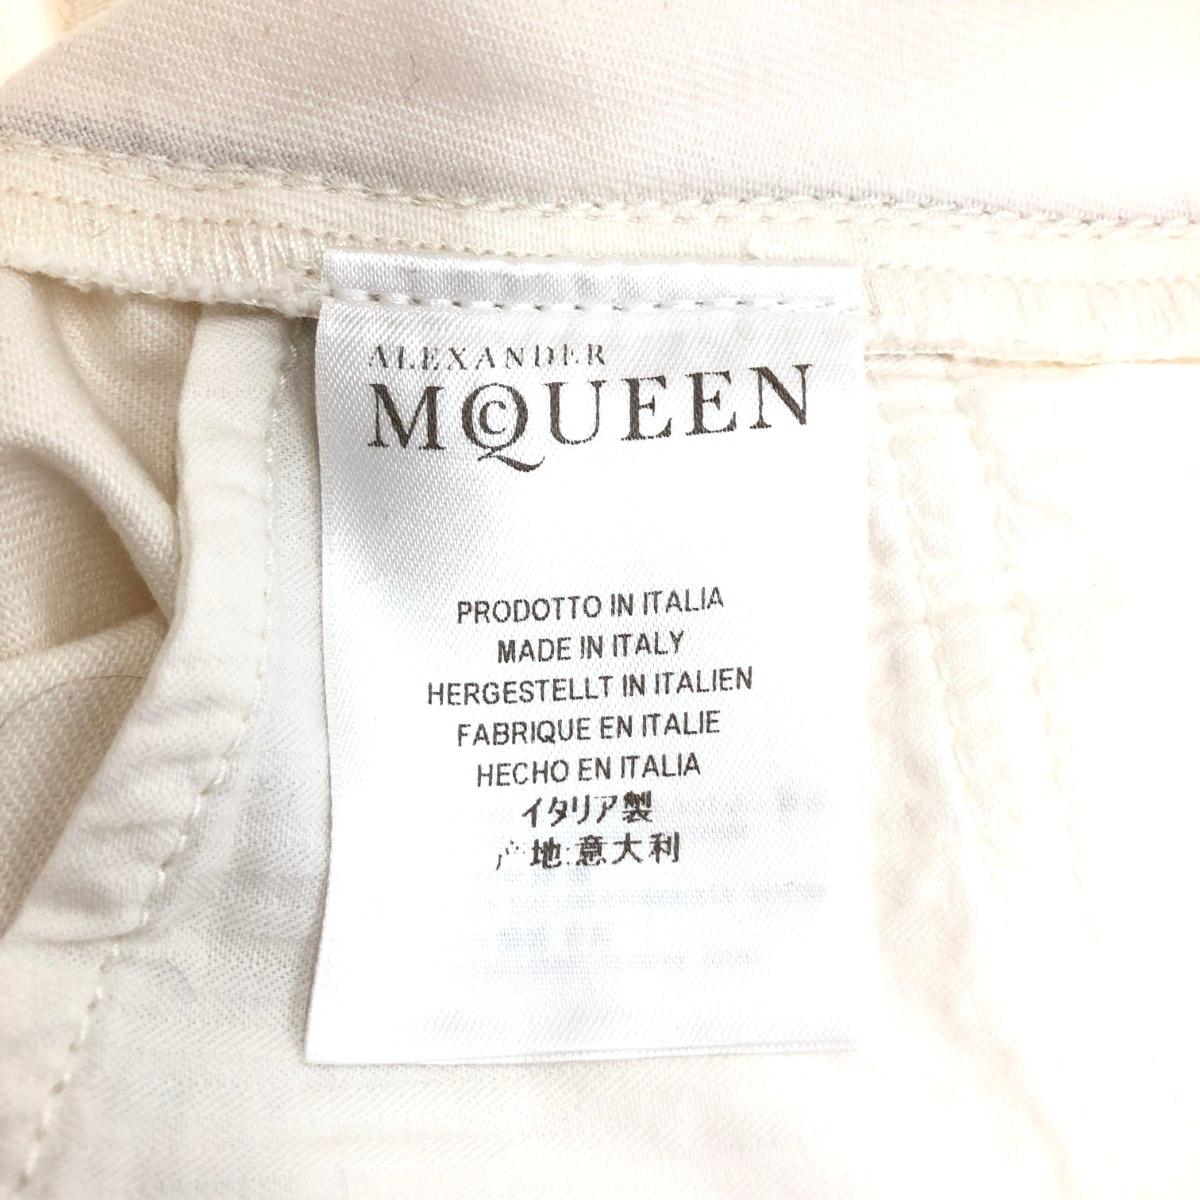 ALEXANDER
MCQUEEN
PRODOTTO IN ITALIA
MADE IN ITALY
HERGESTELLT IN ITALIEN
FABRIQUE EN ITALIE
HECHO EN ITALIA
イタリア製
产地:意大利